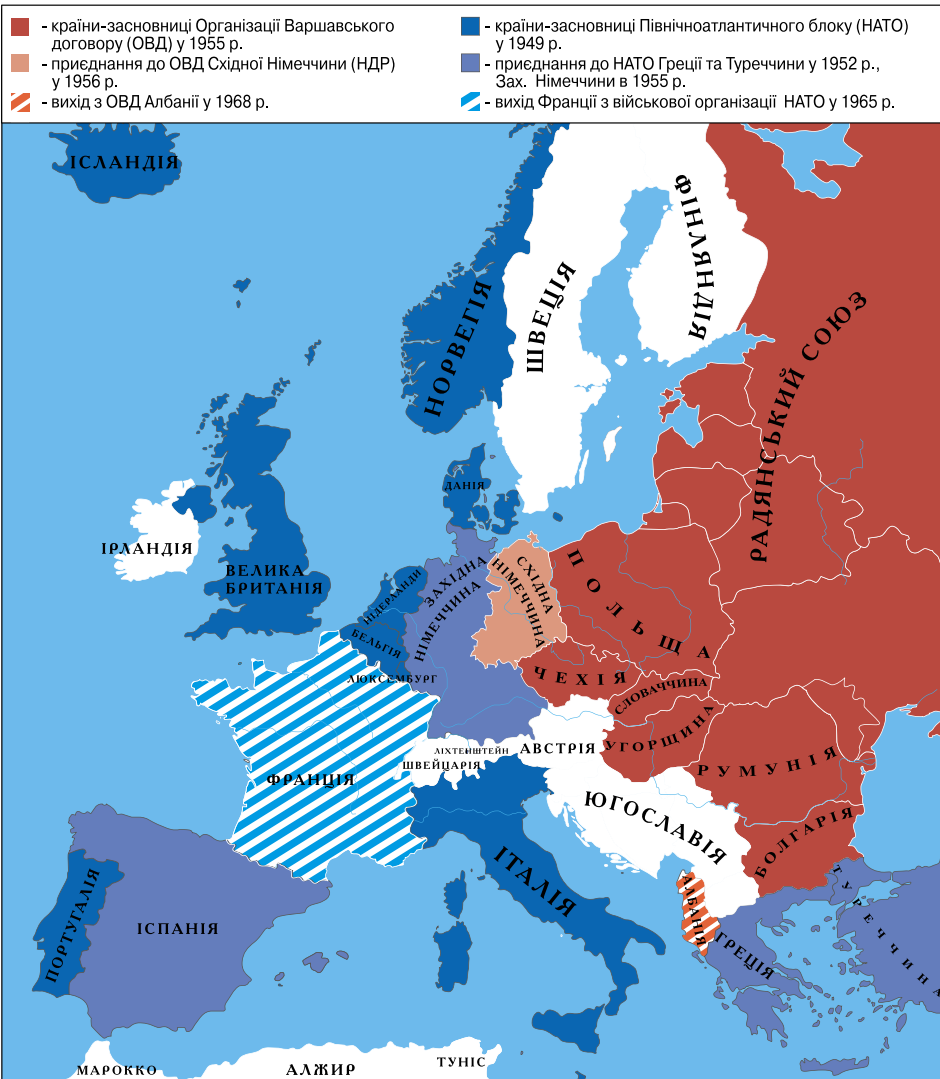 - країни-засновниці Організації Варшавського
договору (ОВД) у 1955 р.
- приєднання до ОВД Східної Німеччини (НДР)
у 1956 р.
- вихід з ОВД Албанії у 1968 р.
- країни-засновниці Північноатлантичного блоку (НАТО)
у 1949 р.
- приєднання до НАТО Греції та Туреччини у 1952 р.,
Зах. Німеччини в 1955 р.
- вихід Франції з військової організації НАТО у 1965 р.
ІСЛАНДІЯ
НОРВЕГІЯ
ШВЕЦІЯ
ФІНЛЯНДІЯ
РАДЯНСЬКИЙ СОЮЗ
ДАНІЯ
ІРЛАНДІЯ
ВЕЛИКА
БРИТАНІЯ
НІДЕРЛАНДИ
БЕЛЬГІЯ
ЛЮКСЕМБУРГ
ЗАХІДНА
НІМЕЧЧИНА
СХІДНА
НІМЕЧЧИНА
ПОЛЬЩА
ЧЕХІЯ
СЛОВАЧЧИНА
УГОРЩИНА
РУМУНІЯ
АВСТРІЯ
ЛІХТЕНШТЕЙН
ШВЕЙЦАРІЯ
ФРАНЦІЯ
ЮГОСЛАВІЯ
БОЛГАРІЯ
ІТАЛІЯ
АЛБАНІЯ
ГРЕЦІЯ
ТУРЕЧЧИНА
ПОРТУГАЛІЯ
ІСПАНІЯ
МАРОККО
АЛЖИР
ТУНІС